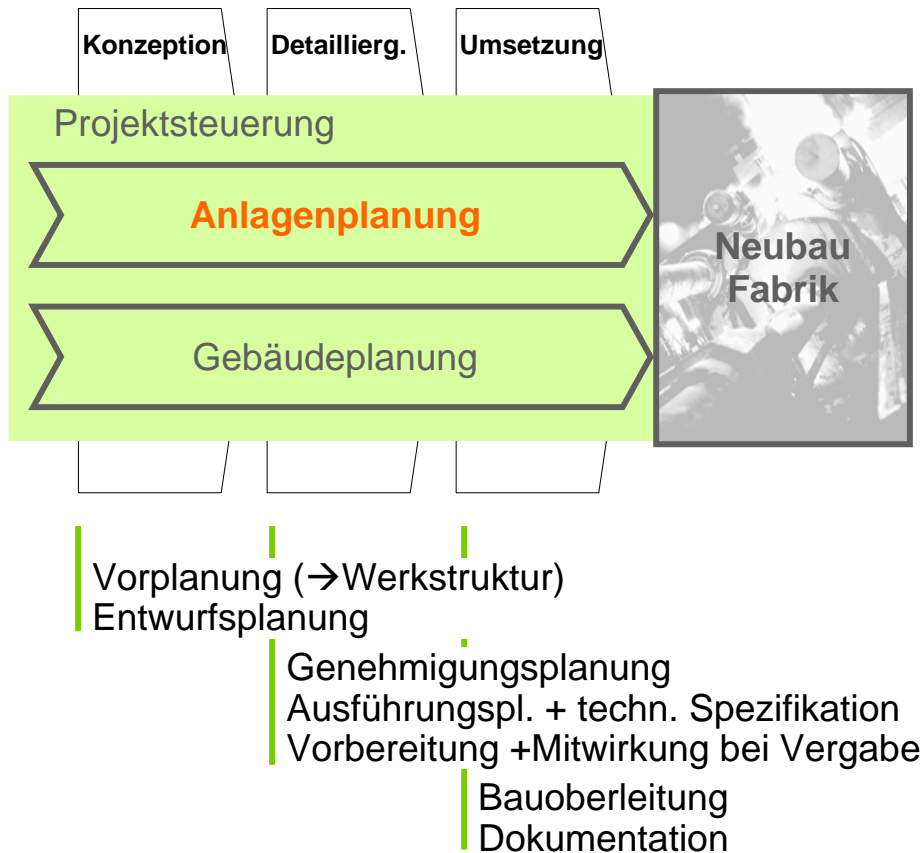 Konzeption
Detaillierg.
Umsetzung
Projektsteuerung
Anlagenplanung
Gebäudeplanung
Neubau
Fabrik
Vorplanung (→Werkstruktur)
Entwurfsplanung
Genehmigungsplanung
Ausführungspl. + techn. Spezifikation
Vorbereitung +Mitwirkung bei Vergabe
Bauoberleitung
Dokumentation